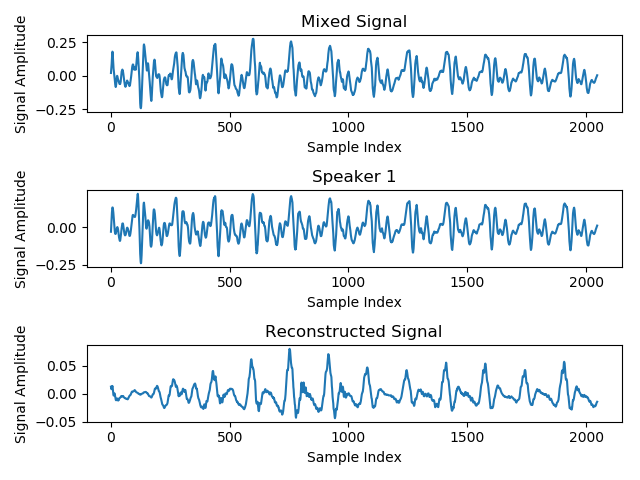 Mixed Signal
Signal Amplitude
0.25
0.00
−0.25
0
500
1000
1500
2000
Sample Index
Speaker 1
Signal Amplitude
0.00
−0.25
0
500
1000
1500
2000
Sample Index
Reconstructed Signal
Signal Amplitude
0.05
0.00
−0.05
0
500
1000
1500
2000
Sample Index